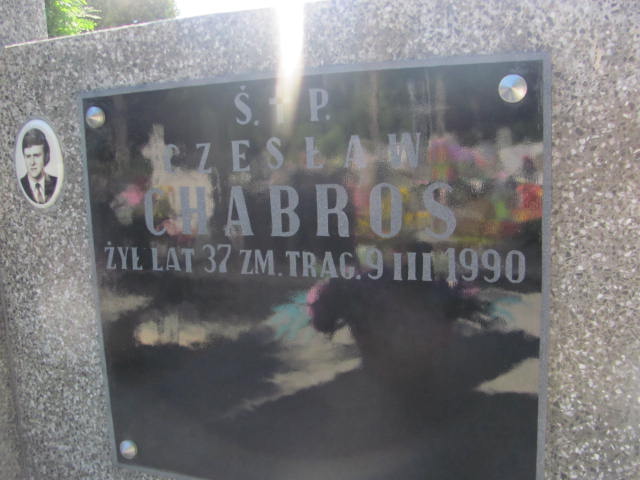 Ś. † P.
CZESŁAW
CHABROS
ŻYŁ LAT 37 ZM. TRAG. 9 III 1990